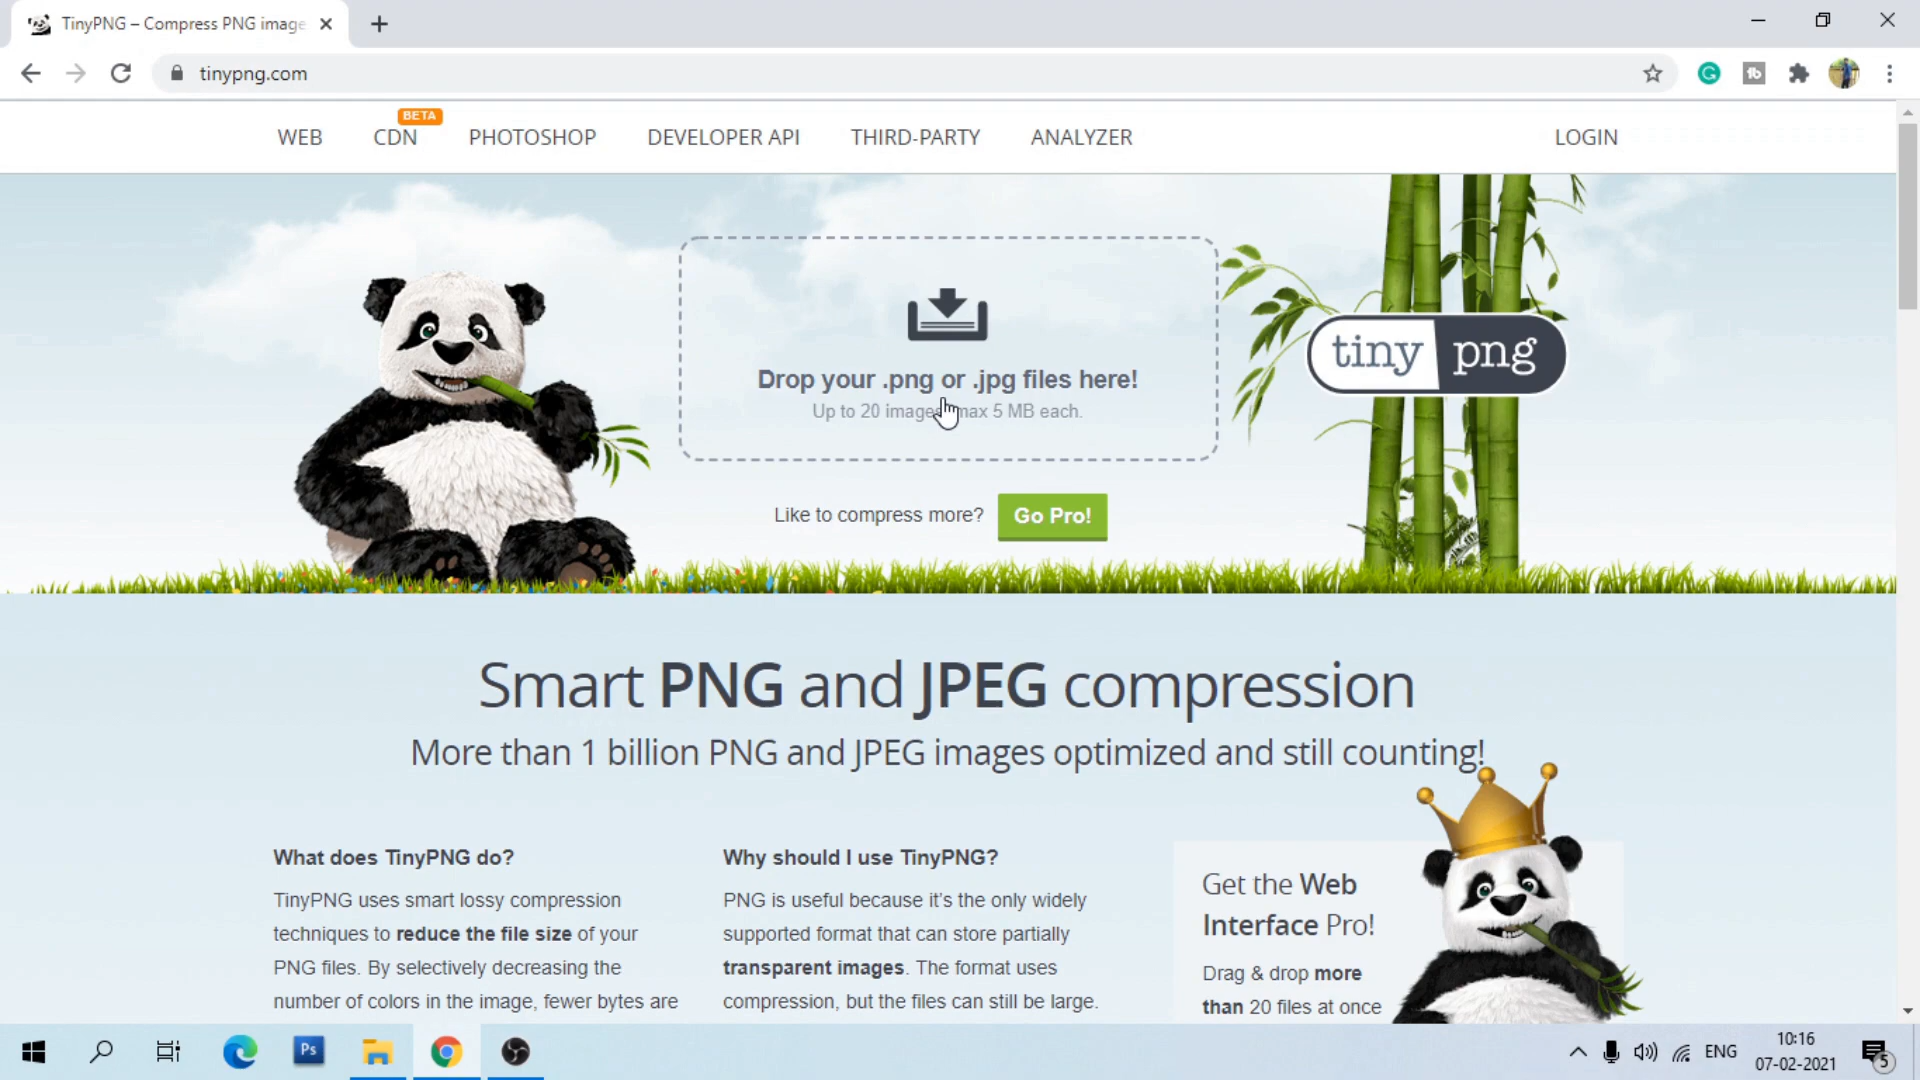 TinyPNG – Compress PNG image
tinypng.com
WEB
CDN
BETA
PHOTOSHOP
DEVELOPER API
THIRD-PARTY
ANALYZER
LOGIN
Drop your .png or .jpg files here!
Up to 20 images max 5 MB each.
tiny png
Like to compress more?
Go Pro!
Smart PNG and JPEG compression
More than 1 billion PNG and JPEG images optimized and still counting!
What does TinyPNG do?
TinyPNG uses smart lossy compression
techniques to reduce the file size of your
PNG files. By selectively decreasing the
number of colors in the image, fewer bytes are
Why should I use TinyPNG?
PNG is useful because it's the only widely
supported format that can store partially
transparent images. The format uses
compression, but the files can still be large.
Get the Web
Interface Pro!
Drag & drop more
than 20 files at once
Ps
ENG
10:16
07-02-2021
5